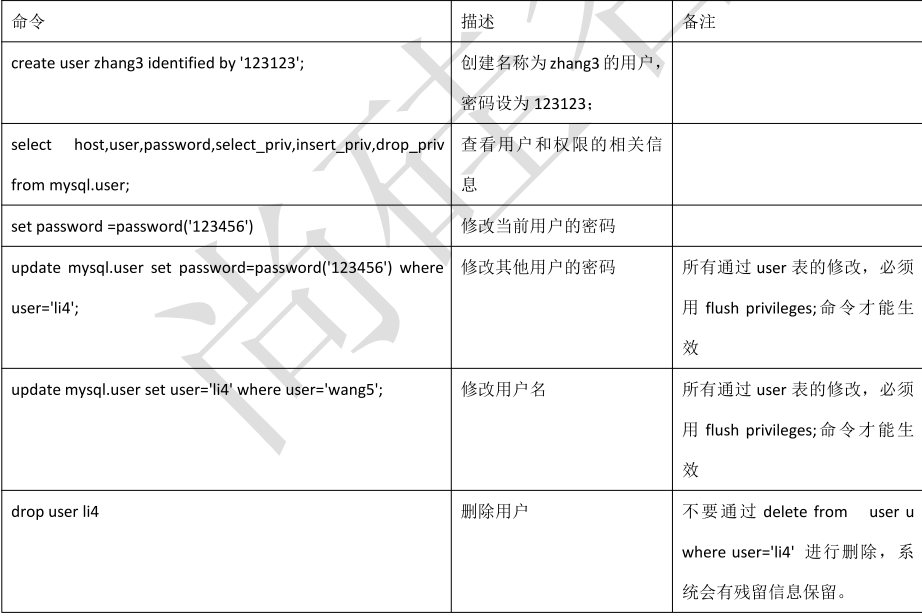 命令 描述 备注
create user zhang3 identified by '123123'; 创建名称为 zhang3 的用户，
密码设为 123123；
select host,user,password,select_priv,insert_priv,drop_priv 查看用户和权限的相关信
from mysql.user; 息
set password =password('123456') 修改当前用户的密码
update mysql.user set password=password('123456') where 修改其他用户的密码 所有通过 user 表的修改，必须
user='li4'; 用 flush privileges;命令才能生
效
update mysql.user set user='li4' where user='wang5'; 修改用户名 所有通过 user 表的修改，必须
用 flush privileges;命令才能生
效
drop user li4 删除用户 不要通过 delete from user u
where user='li4' 进行删除，系
统会有残留信息保留。
尚硅